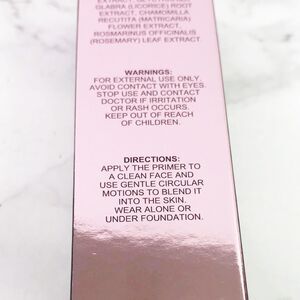 GLABRA (LICORICE) ROOT
EXTRACT, CHAMOMILLA
RECUTITA (MATRICARIA)
FLOWER EXTRACT,
ROSMARINUS OFFICINALIS
(ROSEMARY) LEAF EXTRACT.
WARNINGS:
FOR EXTERNAL USE ONLY.
AVOID CONTACT WITH EYES.
STOP USE AND CONTACT
DOCTOR IF IRRITATION
OR RASH OCCURS.
KEEP OUT OF REACH
OF CHILDREN.
DIRECTIONS:
APPLY THE PRIMER TO
A CLEAN FACE AND
USE GENTLE CIRCULAR
MOTIONS TO BLEND IT
INTO THE SKIN.
WEAR ALONE OR
UNDER FOUNDATION.